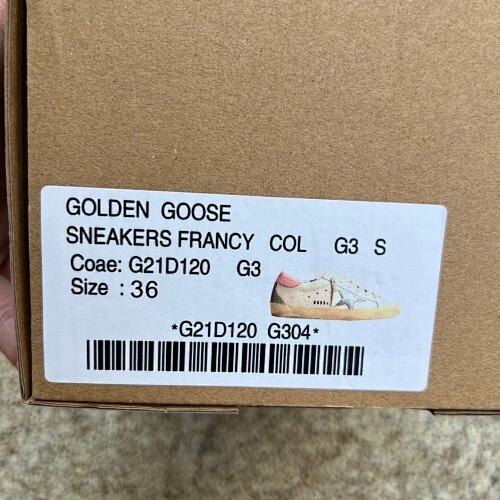 GOLDEN GOOSE
SNEAKERS FRANCY COL G3 S
Coae: G21D120 G3
Size : 36
*G21D120 G304*